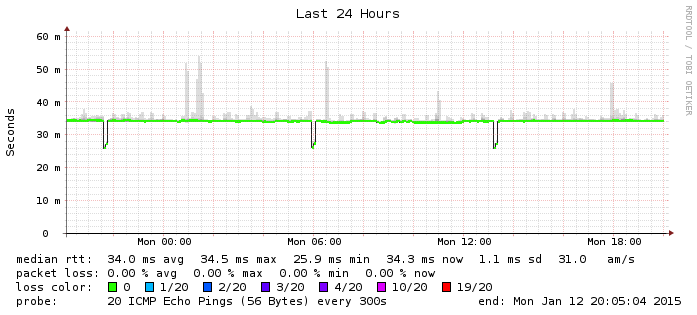 Last 24 Hours
RRDTOOL / TOBI OETIKER
Seconds
60 m
50 m
40 m
30 m
20 m
10 m
0
Mon 00:00 Mon 06:00 Mon 12:00 Mon 18:00
median rtt: 34.0 ms avg 34.5 ms max 25.9 ms min 34.3 ms now 1.1 ms sd 31.0 am/s
packet loss: 0.00 % avg 0.00 % max 0.00 % min 0.00 % now
loss color: 0 1/20 2/20 3/20 4/20 10/20 19/20
probe: 20 ICMP Echo Pings (56 Bytes) every 300s end: Mon Jan 12 20:05:04 2015